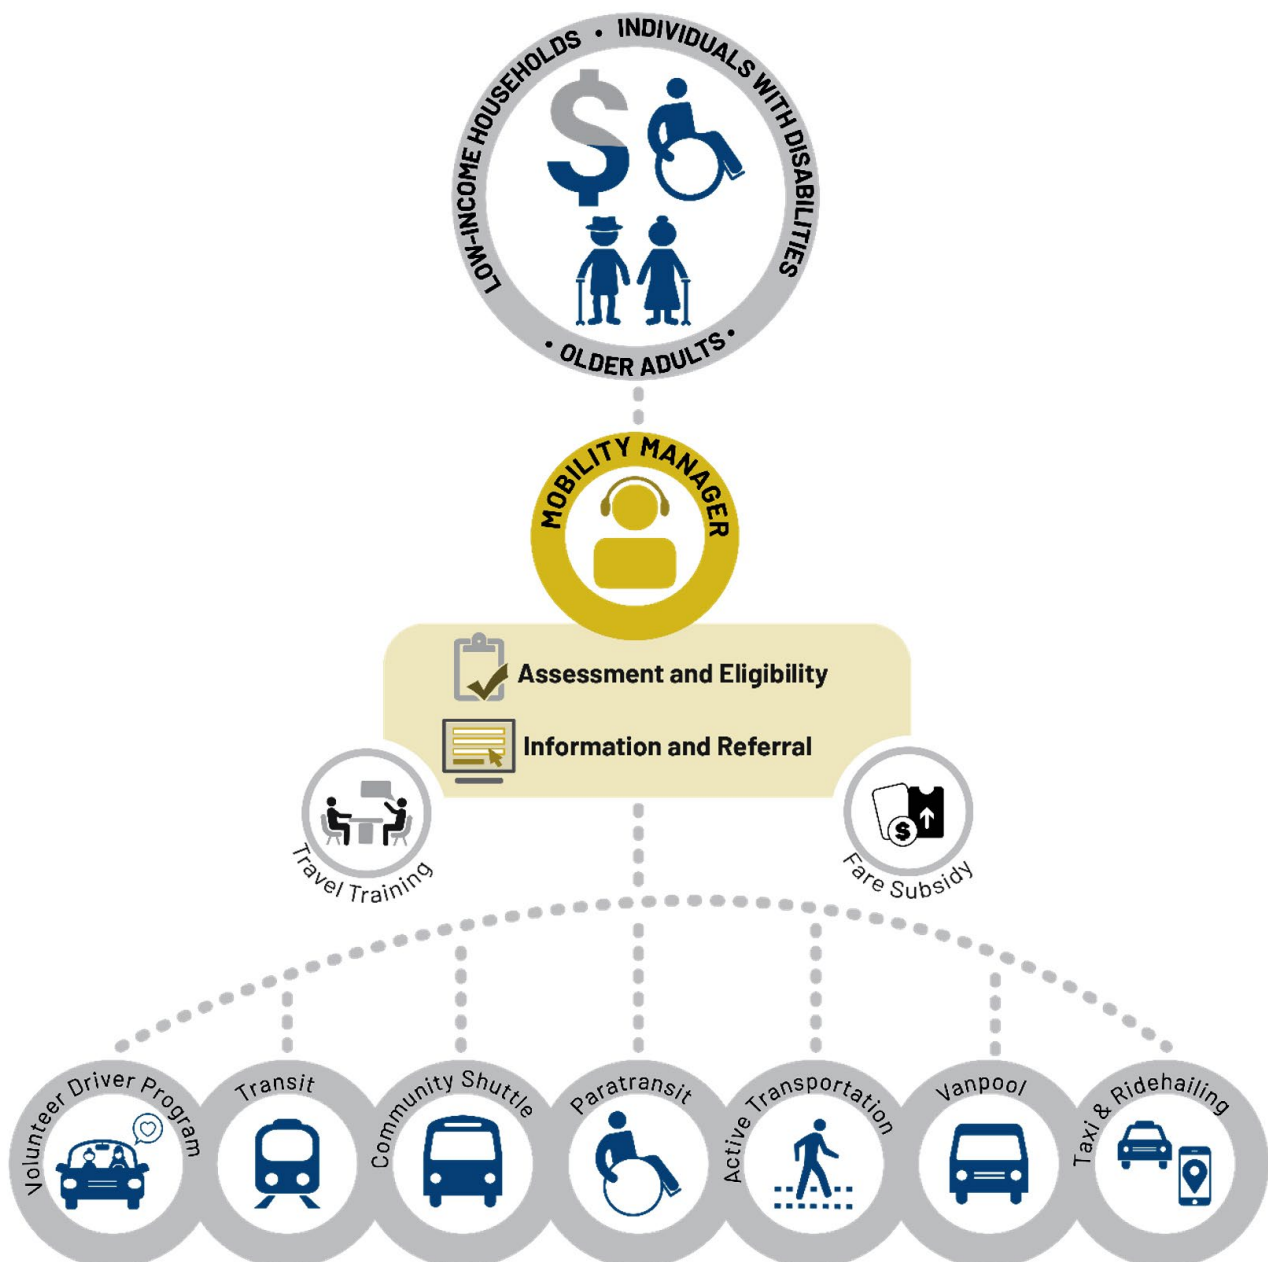 LOW-INCOME HOUSEHOLDS • INDIVIDUALS WITH DISABILITIES
• OLDER ADULTS •
$
MOBILITY MANAGER
Assessment and Eligibility
Information and Referral
Travel Training
$
Fare Subsidy
Volunteer Driver Program
Transit
Community Shuttle
Paratransit
Active Transportation
Vanpool
Taxi & Ridehailing